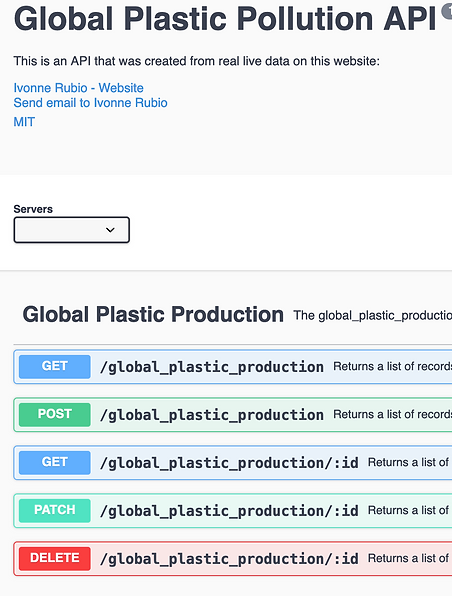 Global Plastic Pollution API
This is an API that was created from real live data on this website:
Ivonne Rubio - Website
Send email to Ivonne Rubio
MIT
Servers
Global Plastic Production The global_plastic_productio
GET /global_plastic_production Returns a list of records
POST /global_plastic_production Returns a list of records
GET /global_plastic_production/:id Returns a list of
PATCH /global_plastic_production/:id Returns a list of
DELETE /global_plastic_production/:id Returns a list of